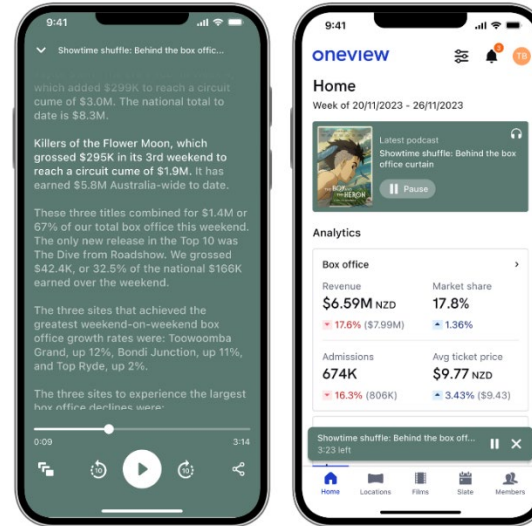 9:41
Showtime shuffle: Behind the box offic...
which added $299K to reach a circuit
cume of $3.0M. The national total to
date is $8.3M.
Killers of the Flower Moon, which
grossed $295K in its 3rd weekend to
reach a circuit cume of $1.9M. It has
earned $5.8M Australia-wide to date.
These three titles combined for $1.4M or
67% of our total box office this weekend.
The only new release in the Top 10 was
The Dive from Roadshow. We grossed
$42.4K, or 32.5% of the national $166K
earned over the weekend.
The three sites that achieved the
greatest weekend-on-weekend box
office growth rates were: Toowoomba
Grand, up 12%, Bondi Junction, up 11%,
and Top Ryde, up 2%.
The three sites to experience the largest
box office declines were:
0:09
3:14
10
10
9:41
oneview
TB
Home
Week of 20/11/2023 - 26/11/2023
THE BOY AND THE HERON
Latest podcast
Showtime shuffle: Behind the box
office curtain
Pause
Analytics
Box office
Revenue
Market share
$6.59M NZD
17.8%
17.6% ($7.99M)
1.36%
Admissions
Avg ticket price
674K
$9.77 NZD
16.3% (806K)
3.43% ($9.43)
Showtime shuffle: Behind the box off...
3:23 left
Home
Locations
Films
Slate
Members